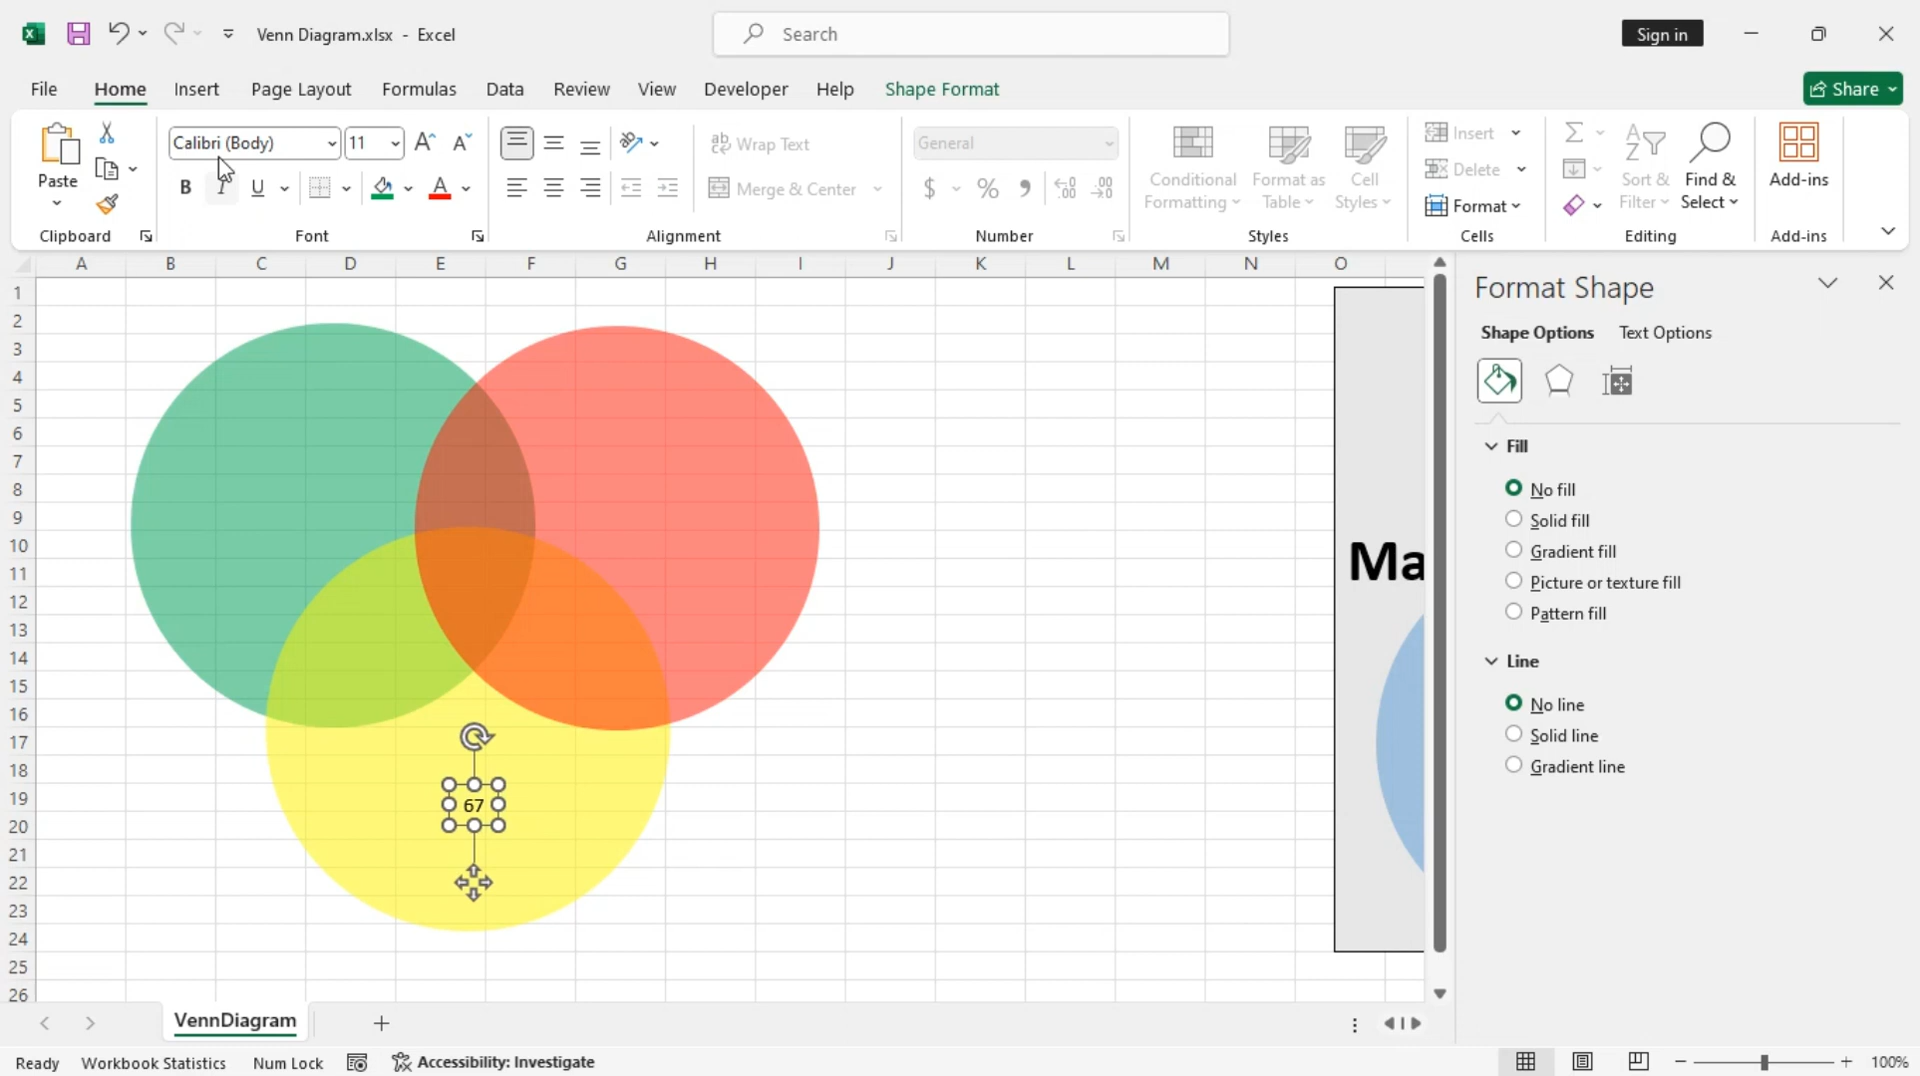 Venn Diagram.xlsx - Excel
Search
Sign in
File Home Insert Page Layout Formulas Data Review View Developer Help Shape Format
Share
Paste
Calibri (Body)
11
B I U A
Clipboard
Font
ab Wrap Text
Merge & Center
Alignment
General
$ % 9 .00
Number
Conditional Formatting
Format as Table
Cell Styles
Styles
Insert
Delete
Format
Cells
Sort & Filter
Find & Select
Editing
Add-ins
Add-ins
A B C D E F G H I J K L M N O
1
2
3
4
5
6
7
8
9
10
11
12
13
14
15
16
17
18
19
20
21
22
23
24
25
26
67
Ma
Format Shape
Shape Options Text Options
Fill
No fill
Solid fill
Gradient fill
Picture or texture fill
Pattern fill
Line
No line
Solid line
Gradient line
VennDiagram
Ready Workbook Statistics Num Lock Accessibility: Investigate
100%